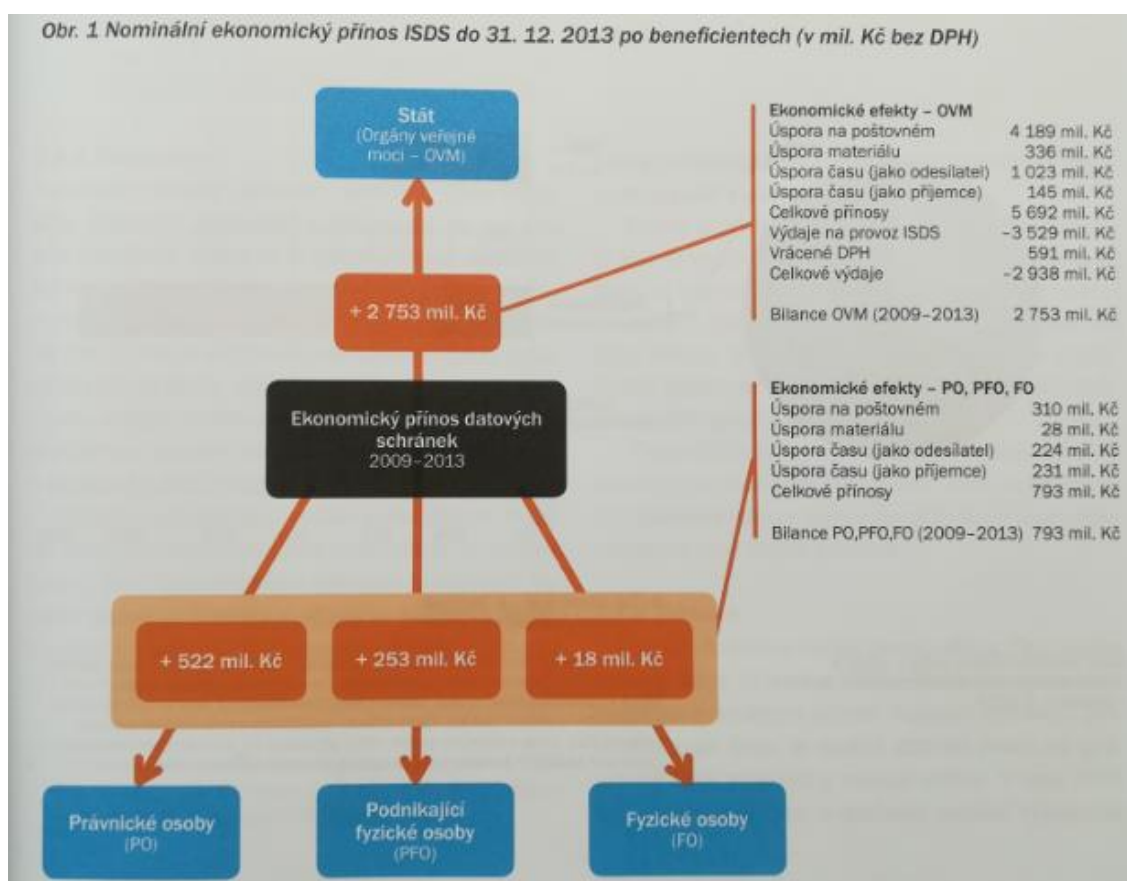 Obr. 1 Nominální ekonomický přínos ISDS do 31. 12. 2013 po beneficientech (v mil. Kč bez DPH)
Stát
(Orgány veřejné
moci – OVM)
+ 2 753 mil. Kč
Ekonomické efekty – OVM
Úspora na poštovném 4 189 mil. Kč
Úspora materiálu 336 mil. Kč
Úspora času (jako odesílatel) 1 023 mil. Kč
Úspora času (jako příjemce) 145 mil. Kč
Celkové přínosy 5 692 mil. Kč
Výdaje na provoz ISDS –3 529 mil. Kč
Vrácené DPH 591 mil. Kč
Celkové výdaje –2 938 mil. Kč
Bilance OVM (2009–2013) 2 753 mil. Kč
Ekonomický přínos datových
schránek
2009–2013
Ekonomické efekty – PO, PFO, FO
Úspora na poštovném 310 mil. Kč
Úspora materiálu 28 mil. Kč
Úspora času (jako odesílatel) 224 mil. Kč
Úspora času (jako příjemce) 231 mil. Kč
Celkové přínosy 793 mil. Kč
Bilance PO,PFO,FO (2009–2013) 793 mil. Kč
+ 522 mil. Kč
+ 253 mil. Kč
+ 18 mil. Kč
Právnické osoby
(PO)
Podnikající
fyzické osoby
(PFO)
Fyzické osoby
(FO)